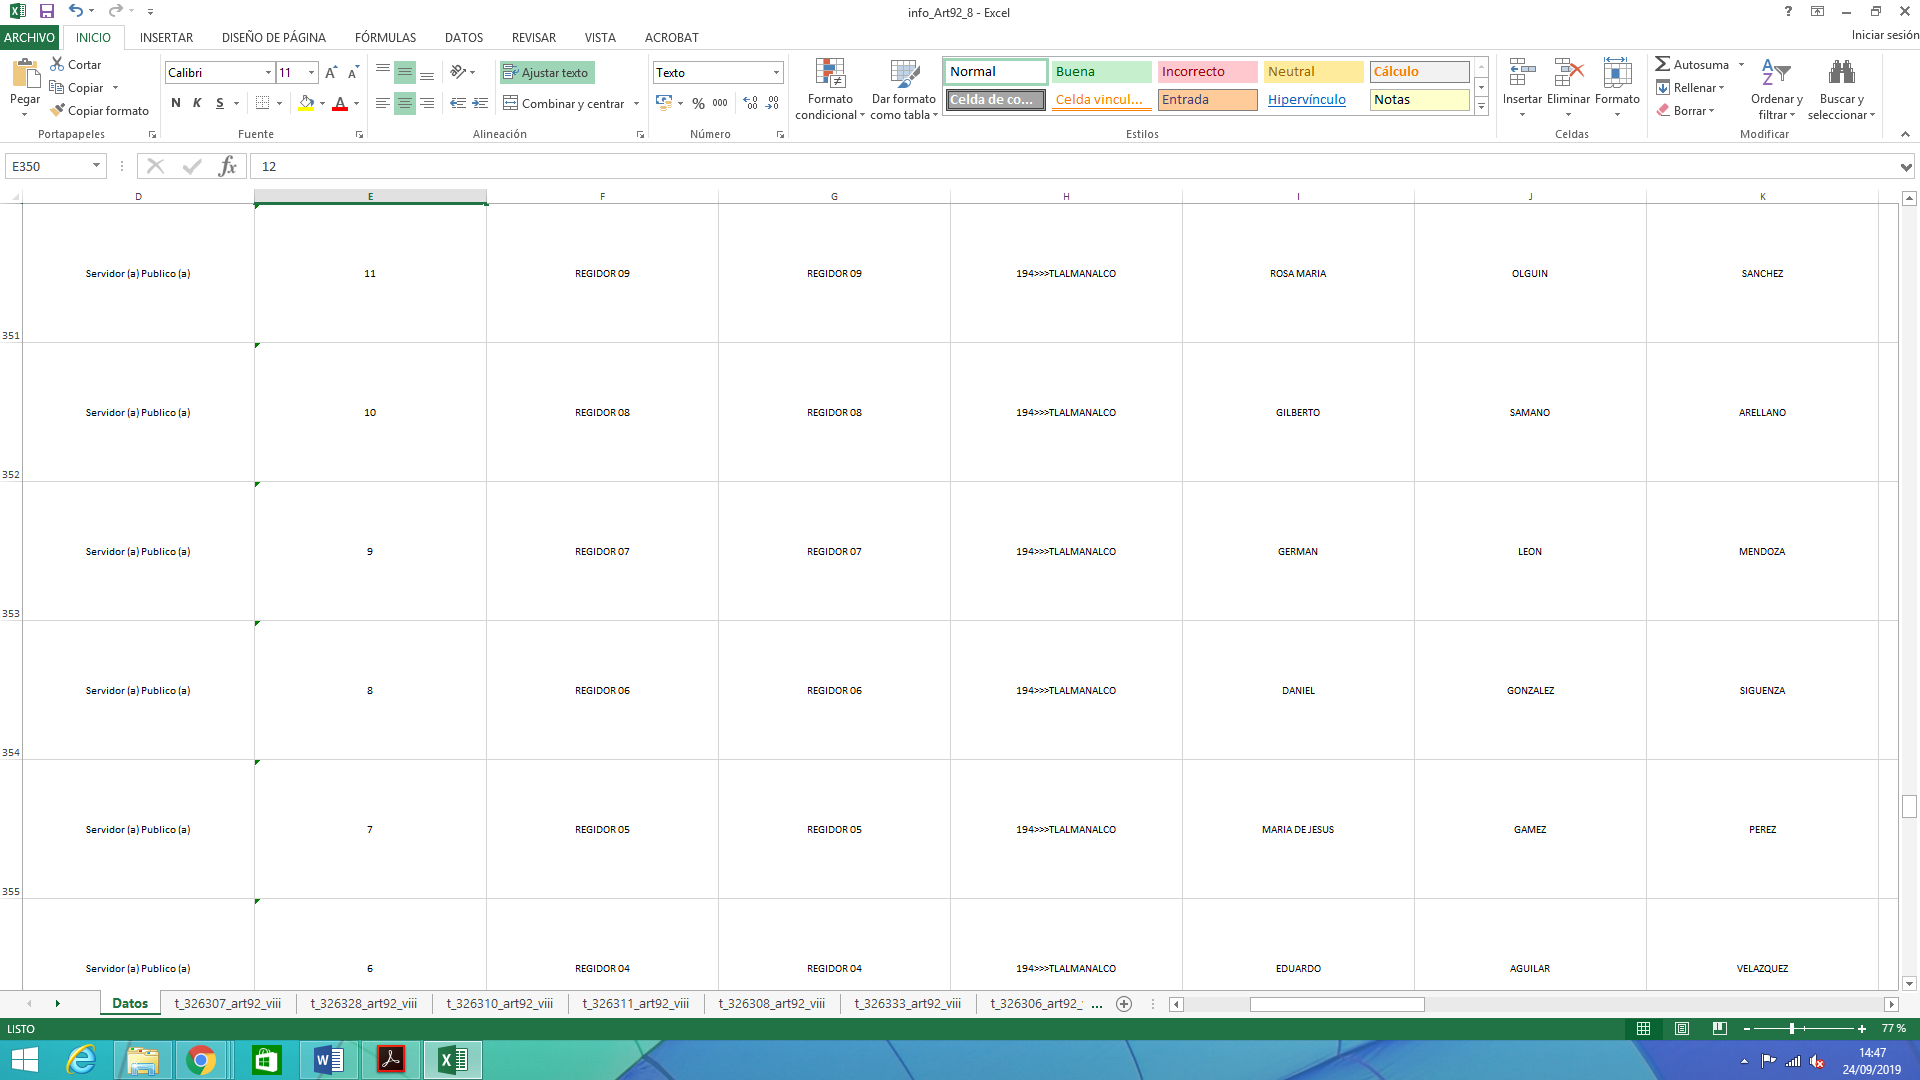 info_Art92_8 - Excel
?
ARCHIVO INICIO INSERTAR DISEÑO DE PÁGINA FÓRMULAS DATOS REVISAR VISTA ACROBAT Iniciar sesión
Pegar Cortar
Copiar
Copiar formato
Portapapeles
Calibri 11
N K S A
Fuente
Ajustar texto
Combinar y centrar
Alineación
Texto
% 000
Número
Formato condicional
Dar formato como tabla
Normal Buena Incorrecto Neutral Cálculo
Celda de co... Celda vincul... Entrada Hipervínculo Notas
Estilos
Insertar Eliminar Formato
Celdas
Autosuma
Rellenar
Borrar
Ordenar y filtrar
Buscar y seleccionar
Modificar
E350 fx 12
D E F G H I J K
Servidor (a) Publico (a) 11 REGIDOR 09 REGIDOR 09 194>>>TLALMANALCO ROSA MARIA OLGUIN SANCHEZ
351
Servidor (a) Publico (a) 10 REGIDOR 08 REGIDOR 08 194>>>TLALMANALCO GILBERTO SAMANO ARELLANO
352
Servidor (a) Publico (a) 9 REGIDOR 07 REGIDOR 07 194>>>TLALMANALCO GERMAN LEON MENDOZA
353
Servidor (a) Publico (a) 8 REGIDOR 06 REGIDOR 06 194>>>TLALMANALCO DANIEL GONZALEZ SIGUENZA
354
Servidor (a) Publico (a) 7 REGIDOR 05 REGIDOR 05 194>>>TLALMANALCO MARIA DE JESUS GAMEZ PEREZ
355
Servidor (a) Publico (a) 6 REGIDOR 04 REGIDOR 04 194>>>TLALMANALCO EDUARDO AGUILAR VELAZQUEZ
Datos t_326307_art92_viii t_326328_art92_viii t_326310_art92_viii t_326311_art92_viii t_326308_art92_viii t_326333_art92_viii t_326306_art92_ ...
LISTO 77 %
14:47
24/09/2019